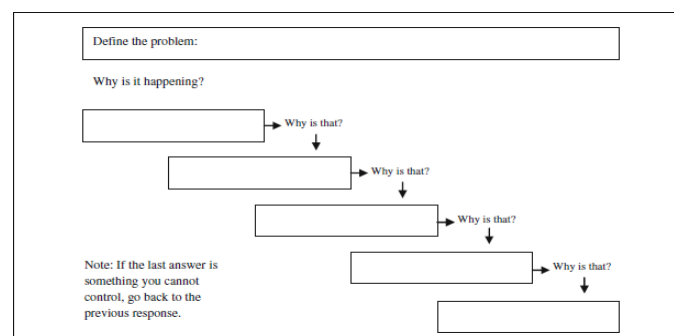 Define the problem:
Why is it happening?
Why is that?
Why is that?
Why is that?
Why is that?
Note: If the last answer is
something you cannot
control, go back to the
previous response.